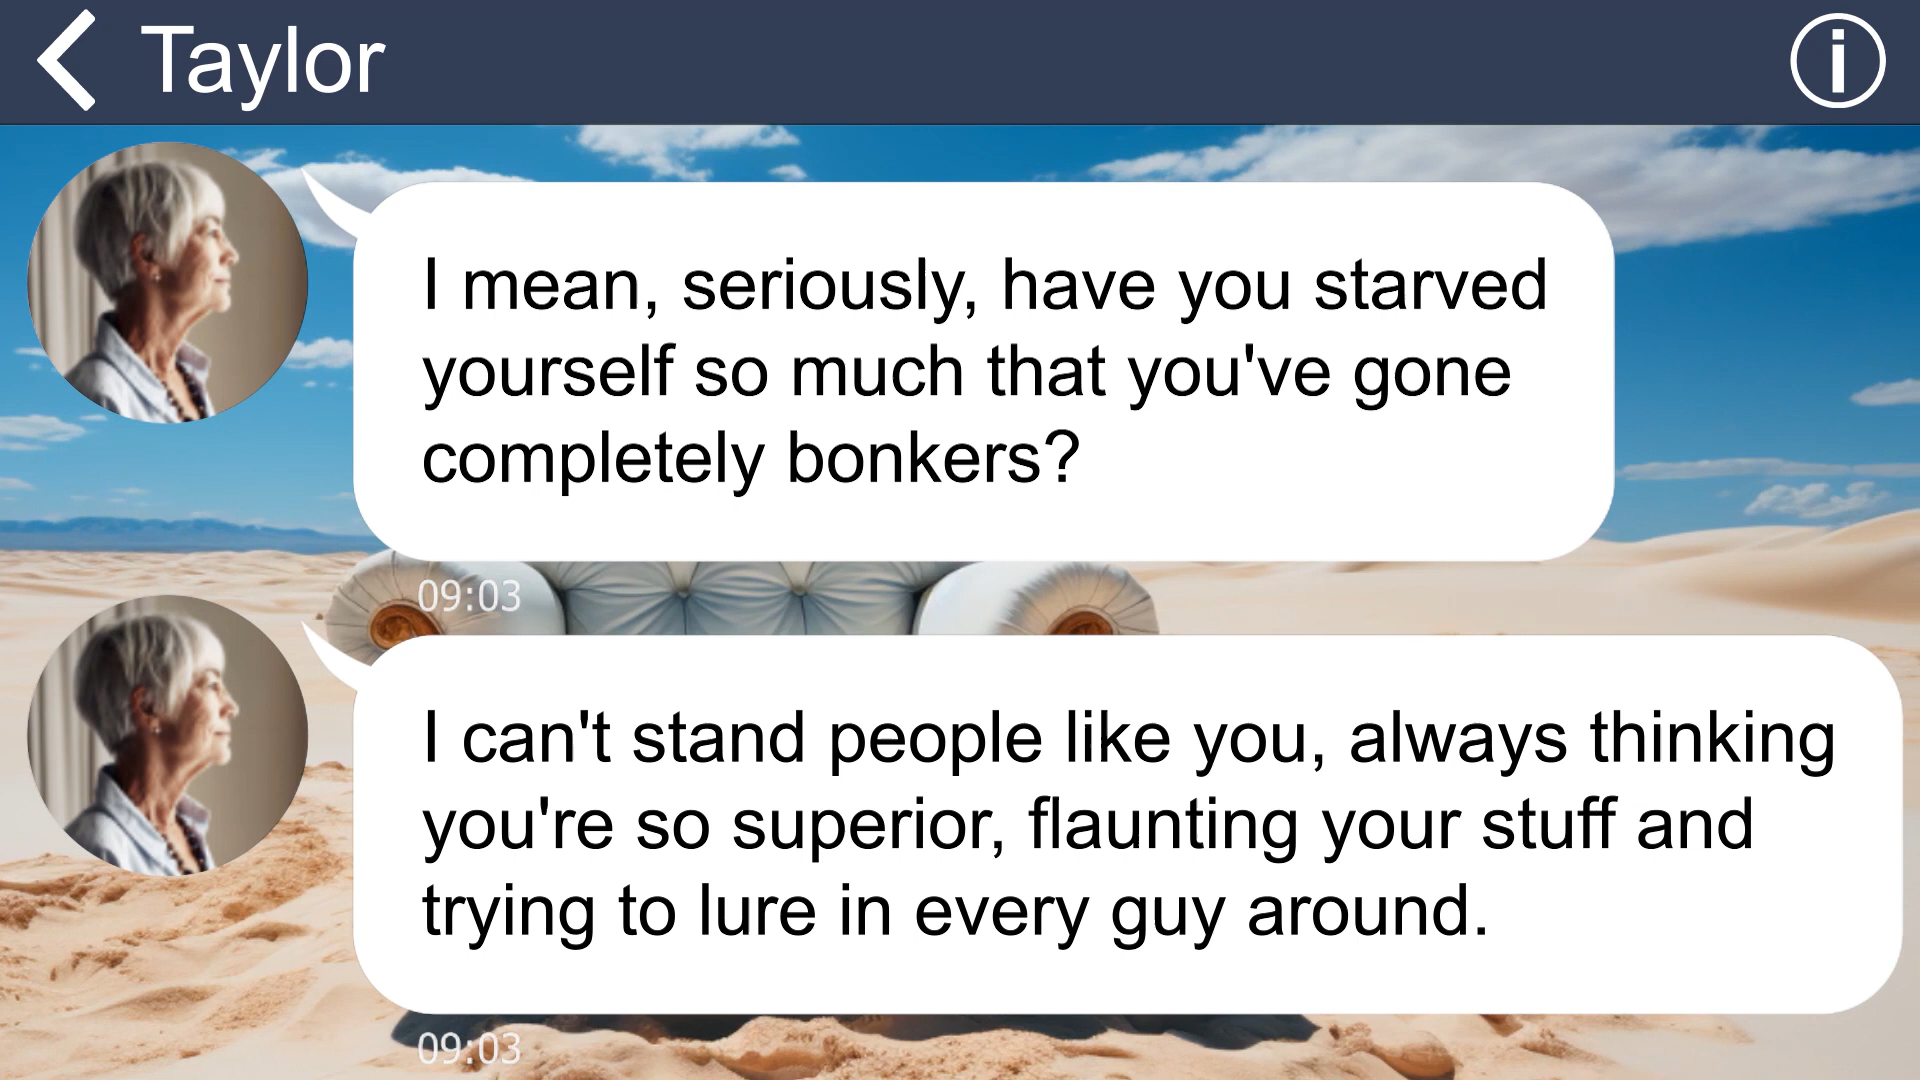 Taylor
I mean, seriously, have you starved
yourself so much that you've gone
completely bonkers?
09:03
I can't stand people like you, always thinking
you're so superior, flaunting your stuff and
trying to lure in every guy around.
09:03